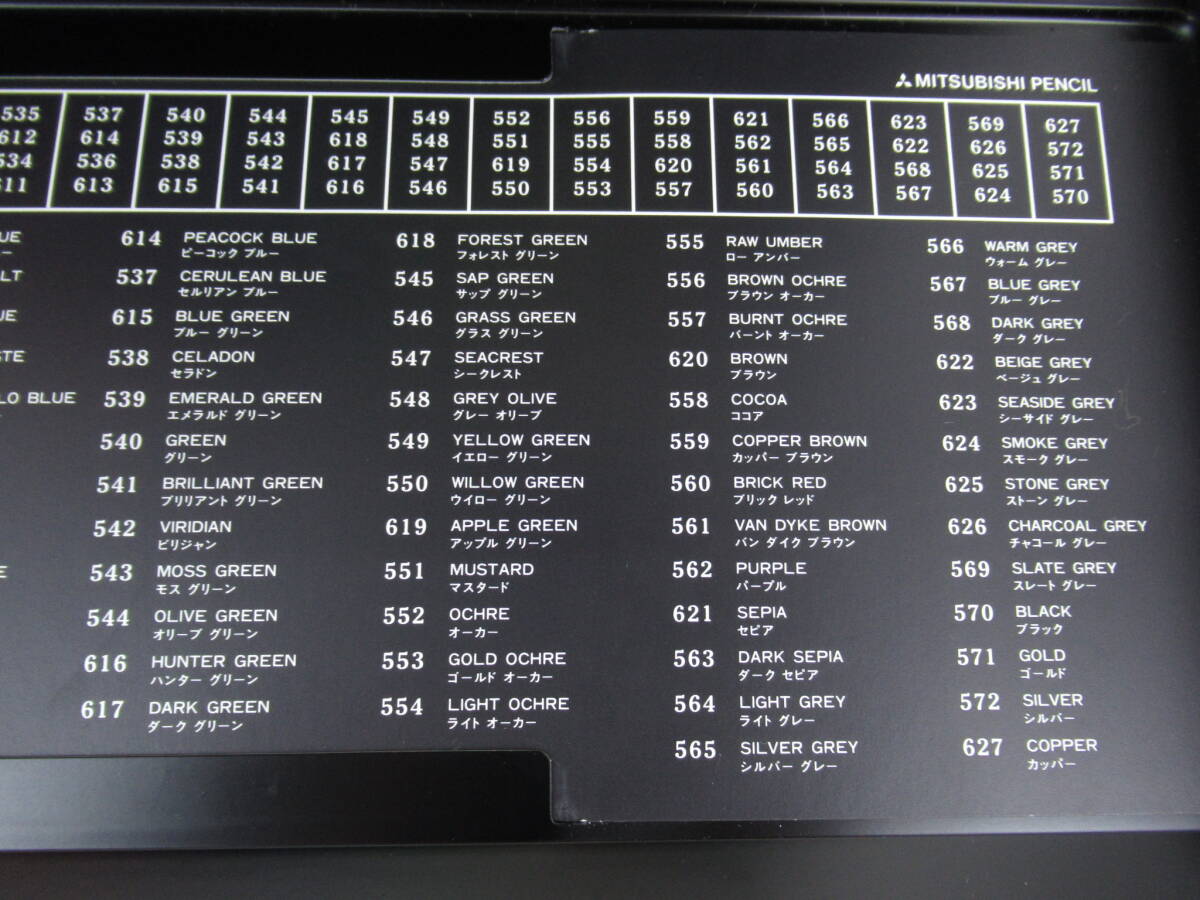 MITSUBISHI PENCIL
535 537 540 544 545 549 552 556 559 621 566 623 569 627
612 614 539 543 618 548 551 555 558 562 565 622 626 572
534 536 538 542 617 547 619 554 620 561 564 568 625 571
611 613 615 541 616 546 550 553 557 560 563 567 624 570
614 PEACOCK BLUE
ピーコック ブルー
537 CERULEAN BLUE
セルリアン ブルー
615 BLUE GREEN
ブルー グリーン
538 CELADON
セラドン
539 EMERALD GREEN
エメラルド グリーン
540 GREEN
グリーン
541 BRILLIANT GREEN
ブリリアント グリーン
542 VIRIDIAN
ビリジャン
543 MOSS GREEN
モス グリーン
544 OLIVE GREEN
オリーブ グリーン
616 HUNTER GREEN
ハンター グリーン
617 DARK GREEN
ダーク グリーン
618 FOREST GREEN
フォレスト グリーン
545 SAP GREEN
サップ グリーン
546 GRASS GREEN
グラス グリーン
547 SEACREST
シークレスト
548 GREY OLIVE
グレー オリーブ
549 YELLOW GREEN
イエロー グリーン
550 WILLOW GREEN
ウイロー グリーン
619 APPLE GREEN
アップル グリーン
551 MUSTARD
マスタード
552 OCHRE
オーカー
553 GOLD OCHRE
ゴールド オーカー
554 LIGHT OCHRE
ライト オーカー
555 RAW UMBER
ロー アンバー
556 BROWN OCHRE
ブラウン オーカー
557 BURNT OCHRE
バーント オーカー
620 BROWN
ブラウン
558 COCOA
ココア
559 COPPER BROWN
カッパー ブラウン
560 BRICK RED
ブリック レッド
561 VAN DYKE BROWN
バン ダイク ブラウン
562 PURPLE
パープル
621 SEPIA
セピア
563 DARK SEPIA
ダーク セピア
564 LIGHT GREY
ライト グレー
565 SILVER GREY
シルバー グレー
566 WARM GREY
ウォーム グレー
567 BLUE GREY
ブルー グレー
568 DARK GREY
ダーク グレー
622 BEIGE GREY
ベージュ グレー
623 SEASIDE GREY
シーサイド グレー
624 SMOKE GREY
スモーク グレー
625 STONE GREY
ストーン グレー
626 CHARCOAL GREY
チャコール グレー
569 SLATE GREY
スレート グレー
570 BLACK
ブラック
571 GOLD
ゴールド
572 SILVER
シルバー
627 COPPER
カッパー